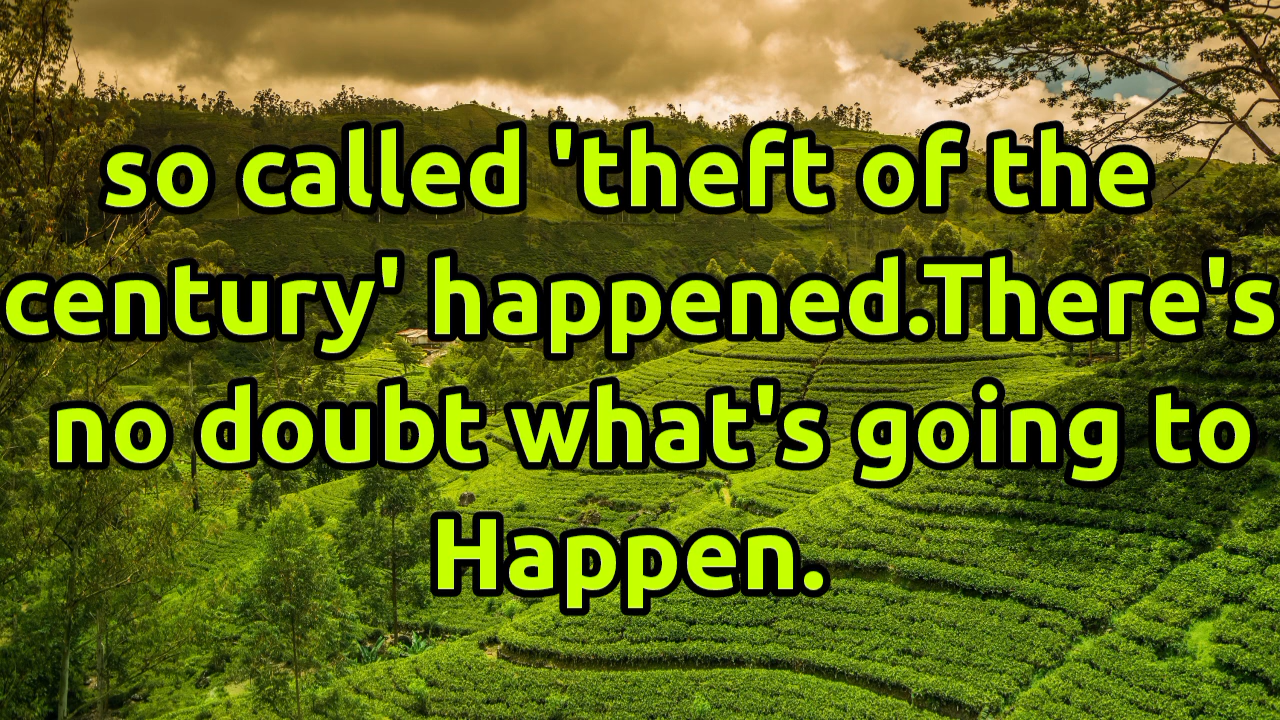 so called 'theft of the
century' happened.There's
no doubt what's going to
Happen.